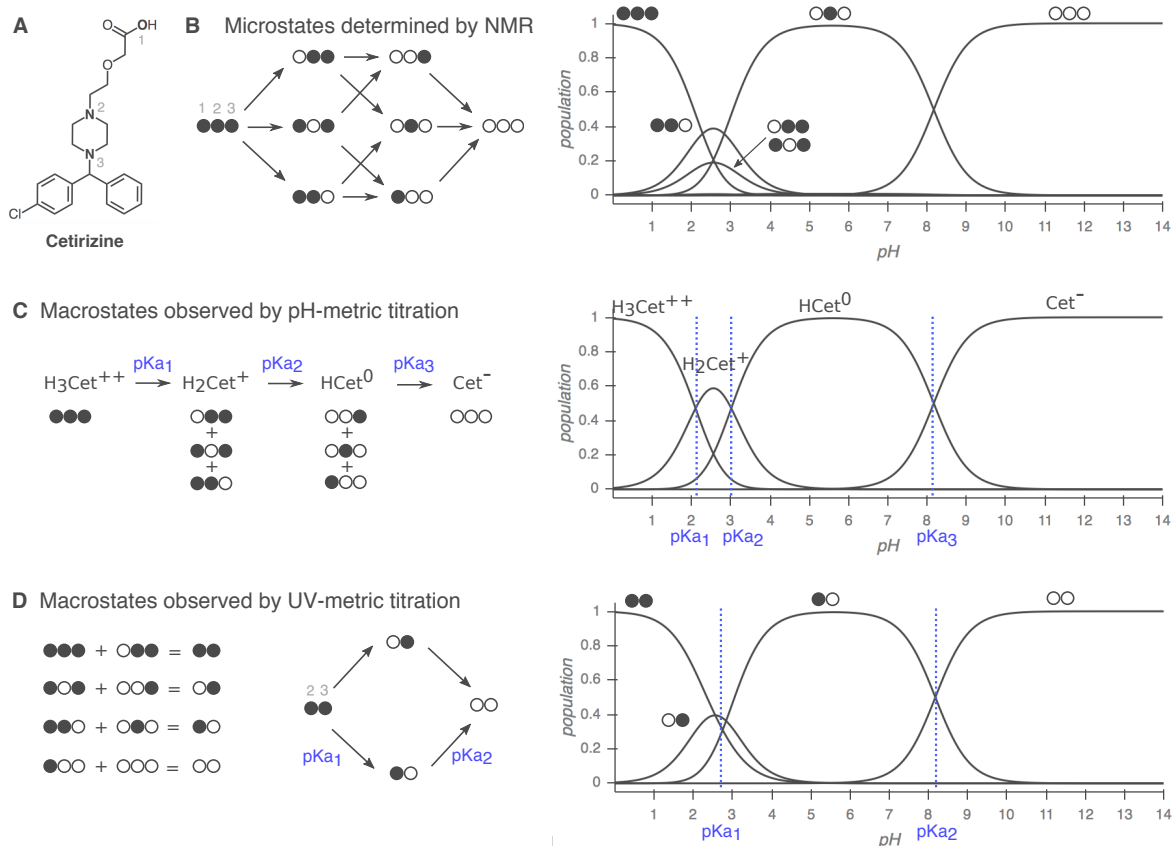 A
O
OH
1
O
N
2
N
3
Cl
Cetirizine
B Microstates determined by NMR
1 2 3
population
1
0.8
0.6
0.4
0.2
0
1 2 3 4 5 6 7 8 9 10 11 12 13 14
pH
C Macrostates observed by pH-metric titration
pKa1 pKa2 pKa3
H3Cet++ H2Cet+ HCet0 Cet-
+ +
+ +
H3Cet++ HCet0 Cet-
H2Cet+
population
1
0.8
0.6
0.4
0.2
0
1 2 3 4 5 6 7 8 9 10 11 12 13 14
pKa1 pKa2 pH pKa3
D Macrostates observed by UV-metric titration
+ =
+ =
+ =
+ =
2 3
pKa1 pKa2
population
1
0.8
0.6
0.4
0.2
0
1 2 3 4 5 6 7 8 9 10 11 12 13 14
pKa1 pH pKa2